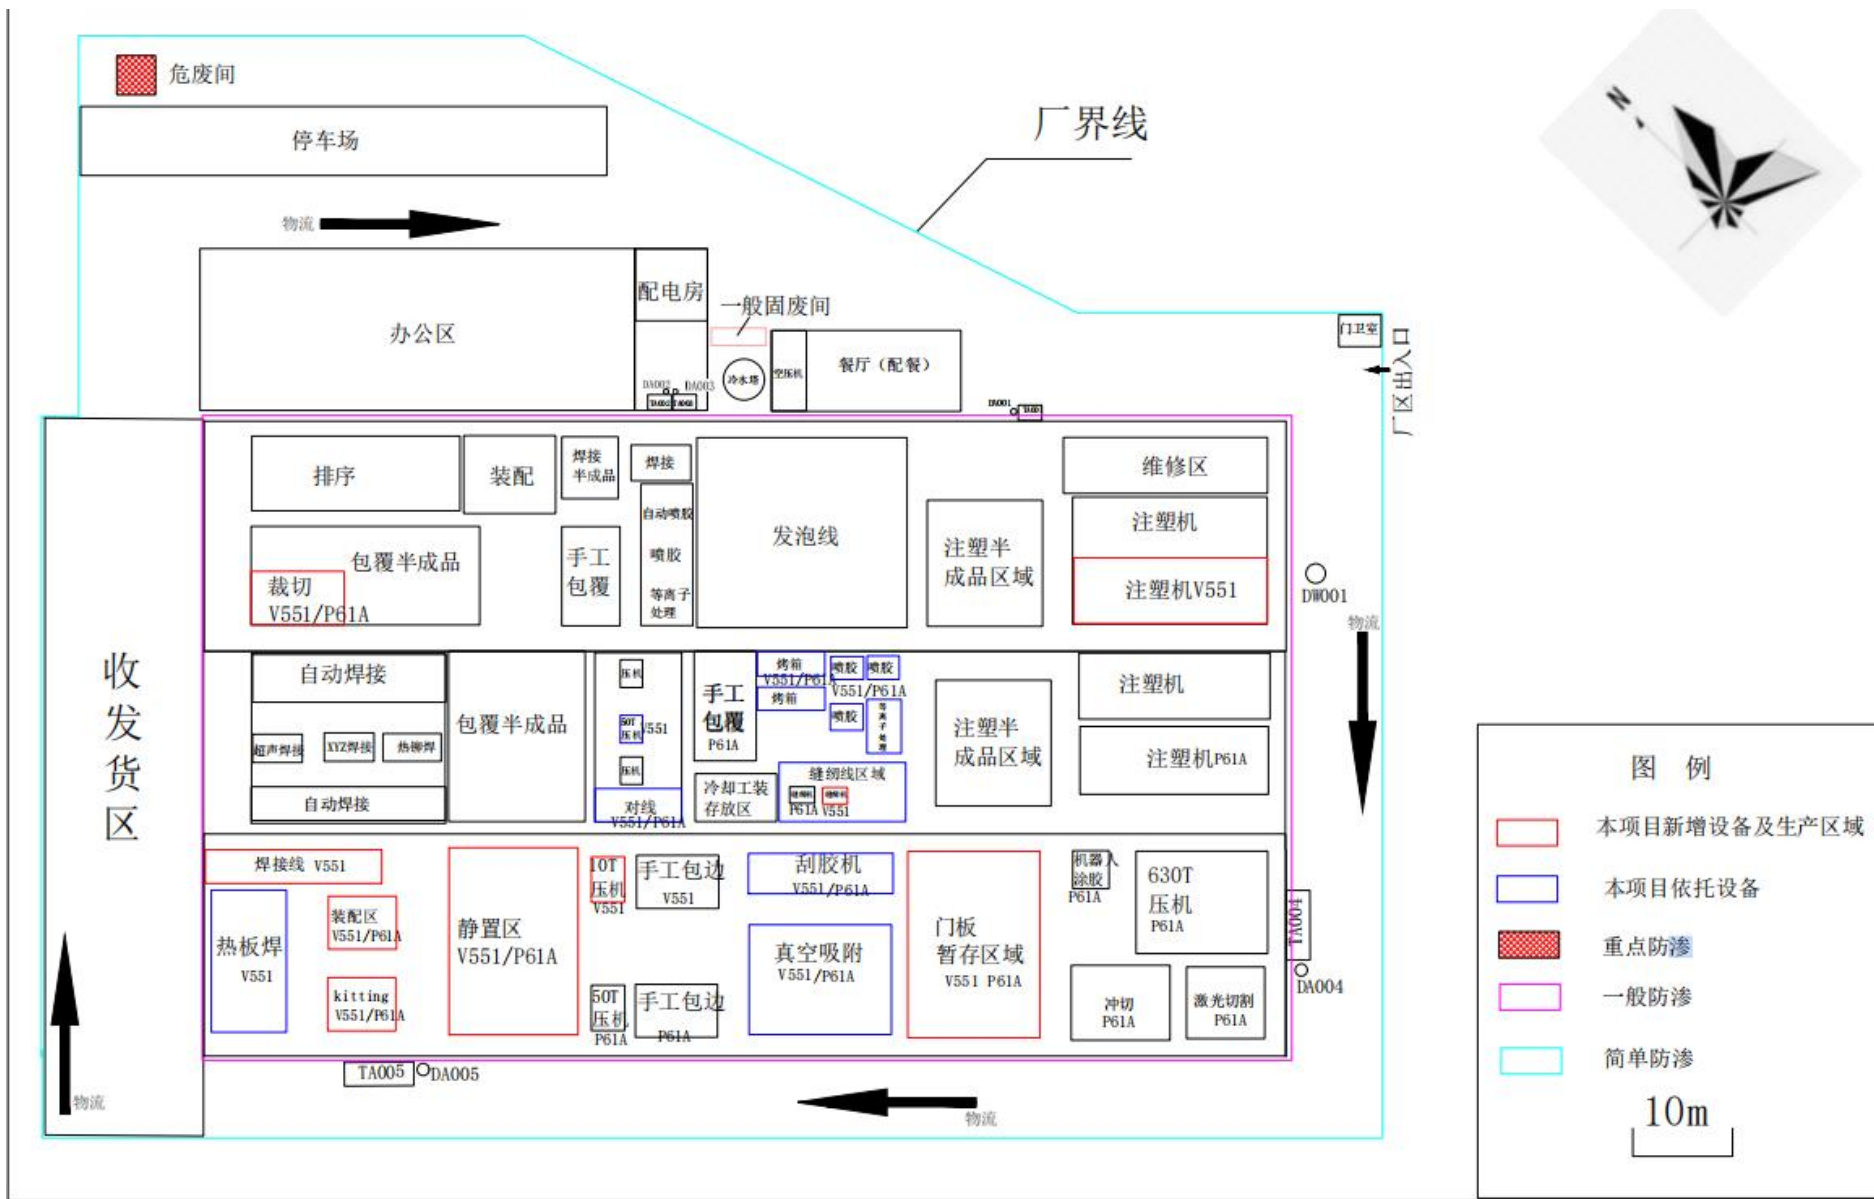 危废间
停车场
厂界线
N
物流
办公区
配电房
一般固废间
冷水塔
空压机
餐厅（配餐）
门卫室
厂区出入口
DA002
DA003
DA001
收发货区
排序
装配
焊接
半成品
焊接
自动喷胶
喷胶
等离子
处理
发泡线
注塑半
成品区域
维修区
注塑机
注塑机V551
包覆半成品
裁切
V551/P61A
手工
包覆
DW001
物流
自动焊接
超声焊接
XYZ焊接
热铆焊
自动焊接
包覆半成品
压机
50T
压机
V551
压机
对线
V551/P61A
手工
包覆
P61A
烤箱
V551/P61A
烤箱
喷胶
喷胶
V551/P61A
喷胶
等离子处理
冷却工装
存放区
缝纫线区域
P61A
V551
注塑半
成品区域
注塑机
注塑机P61A
焊接线 V551
热板焊
V551
装配区
V551/P61A
kitting
V551/P61A
静置区
V551/P61A
10T
压机
V551
手工包边
V551
50T
压机
P61A
手工包边
P61A
刮胶机
V551/P61A
真空吸附
V551/P61A
门板
暂存区域
V551 P61A
机器人
涂胶
P61A
630T
压机
P61A
冲切
P61A
激光切割
P61A
TA004
DA004
TA005
DA005
物流
物流
图 例
本项目新增设备及生产区域
本项目依托设备
重点防渗
一般防渗
简单防渗
10m